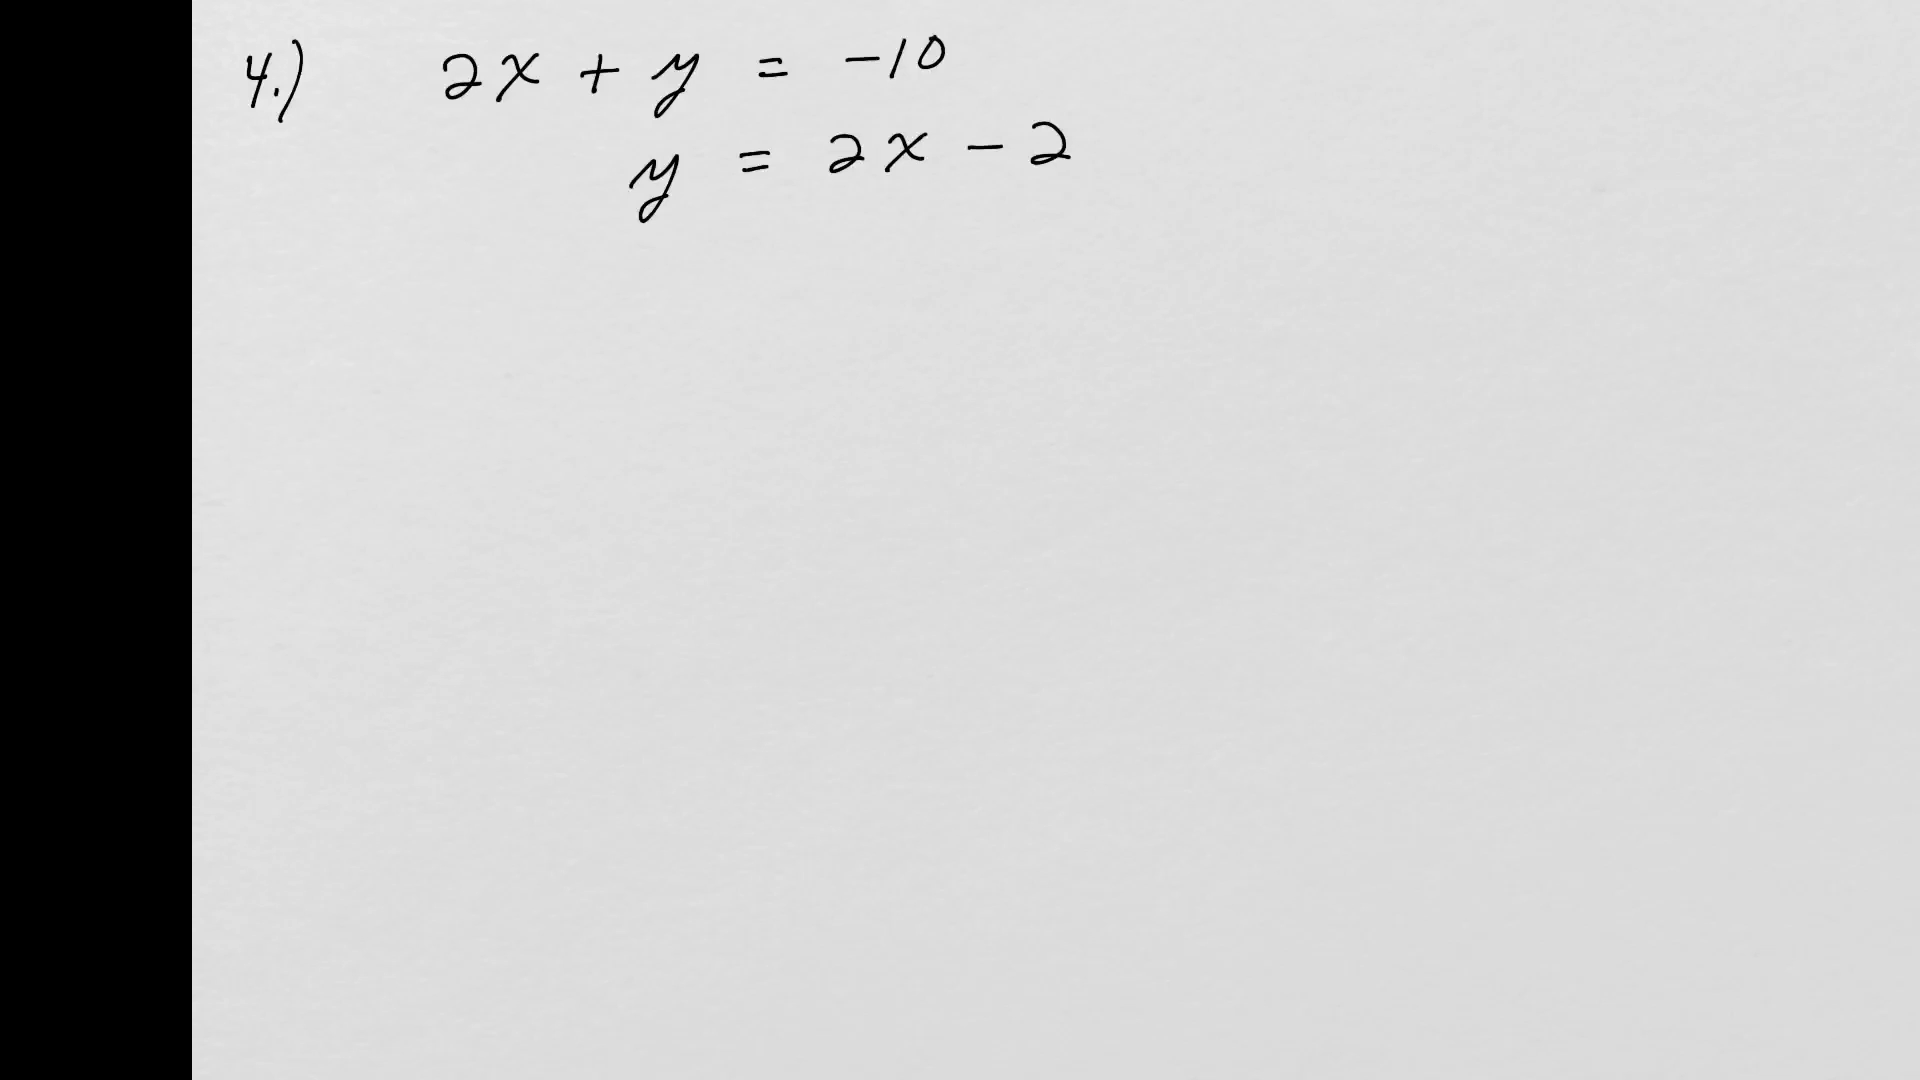 4.) 2x + y = -10
y = 2x - 2